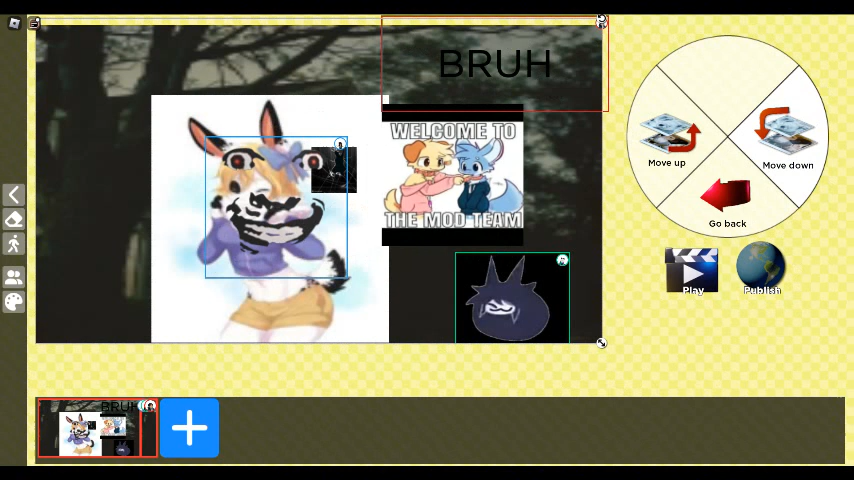 BRUH
WELCOME TO
THE MOD TEAM
Move up
Move down
Go back
Play
Publish
BRUH